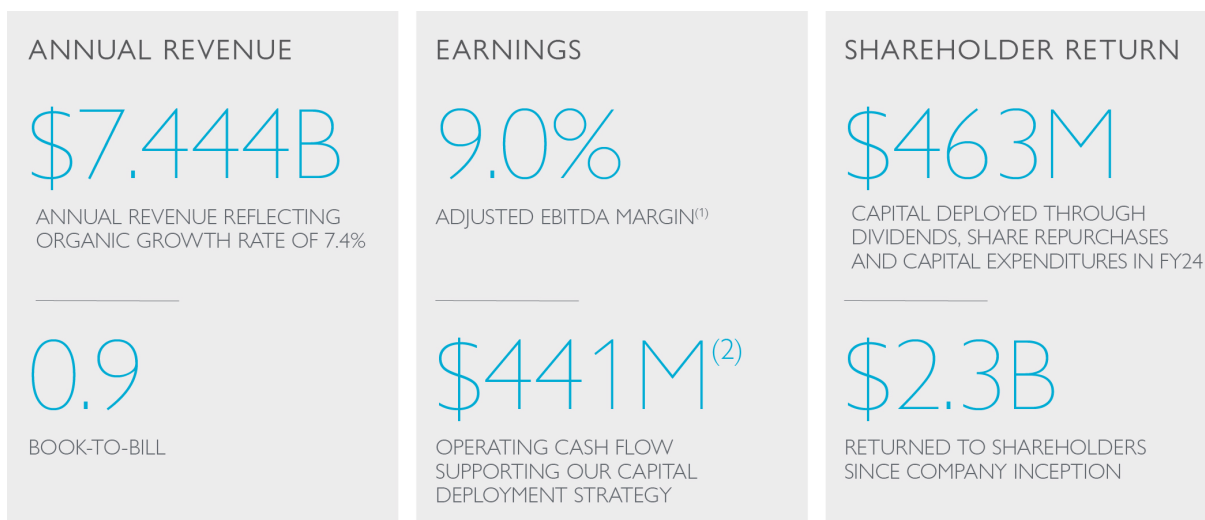 ANNUAL REVENUE
$7.444B
ANNUAL REVENUE REFLECTING
ORGANIC GROWTH RATE OF 7.4%
0.9
BOOK-TO-BILL
EARNINGS
9.0%
ADJUSTED EBITDA MARGIN(1)
$441M(2)
OPERATING CASH FLOW
SUPPORTING OUR CAPITAL
DEPLOYMENT STRATEGY
SHAREHOLDER RETURN
$463M
CAPITAL DEPLOYED THROUGH
DIVIDENDS, SHARE REPURCHASES
AND CAPITAL EXPENDITURES IN FY24
$2.3B
RETURNED TO SHAREHOLDERS
SINCE COMPANY INCEPTION